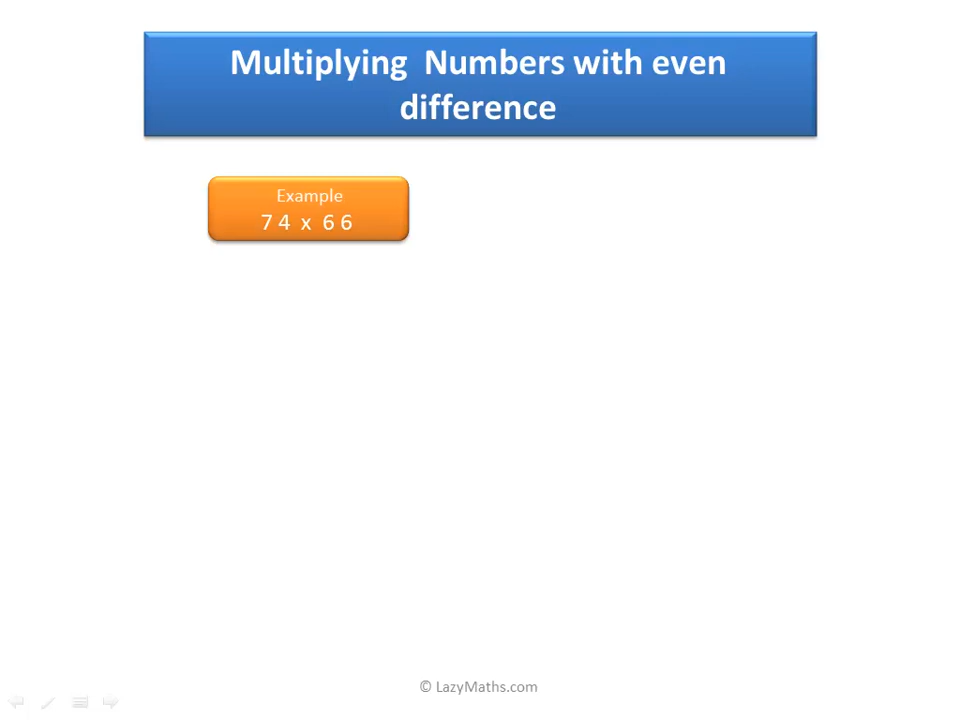 Multiplying  Numbers with even
difference
Example
7 4  x  6 6
© LazyMaths.com